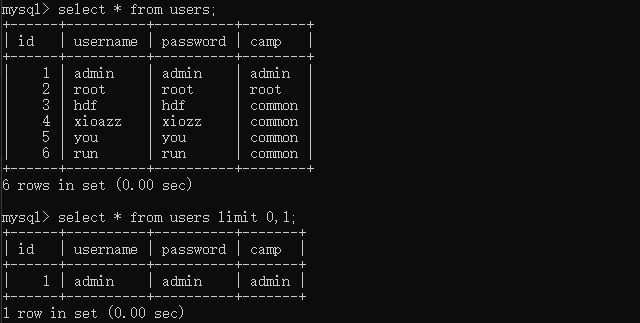 mysql> select * from users;
+------+----------+----------+--------+
| id   | username | password | camp   |
+------+----------+----------+--------+
|    1 | admin    | admin    | admin  |
|    2 | root     | root     | root   |
|    3 | hdf      | hdf      | common |
|    4 | xioazz   | xiozz    | common |
|    5 | you      | you      | common |
|    6 | run      | run      | common |
+------+----------+----------+--------+
6 rows in set (0.00 sec)
mysql> select * from users limit 0,1;
+------+----------+----------+-------+
| id   | username | password | camp  |
+------+----------+----------+-------+
|    1 | admin    | admin    | admin |
+------+----------+----------+-------+
1 row in set (0.00 sec)